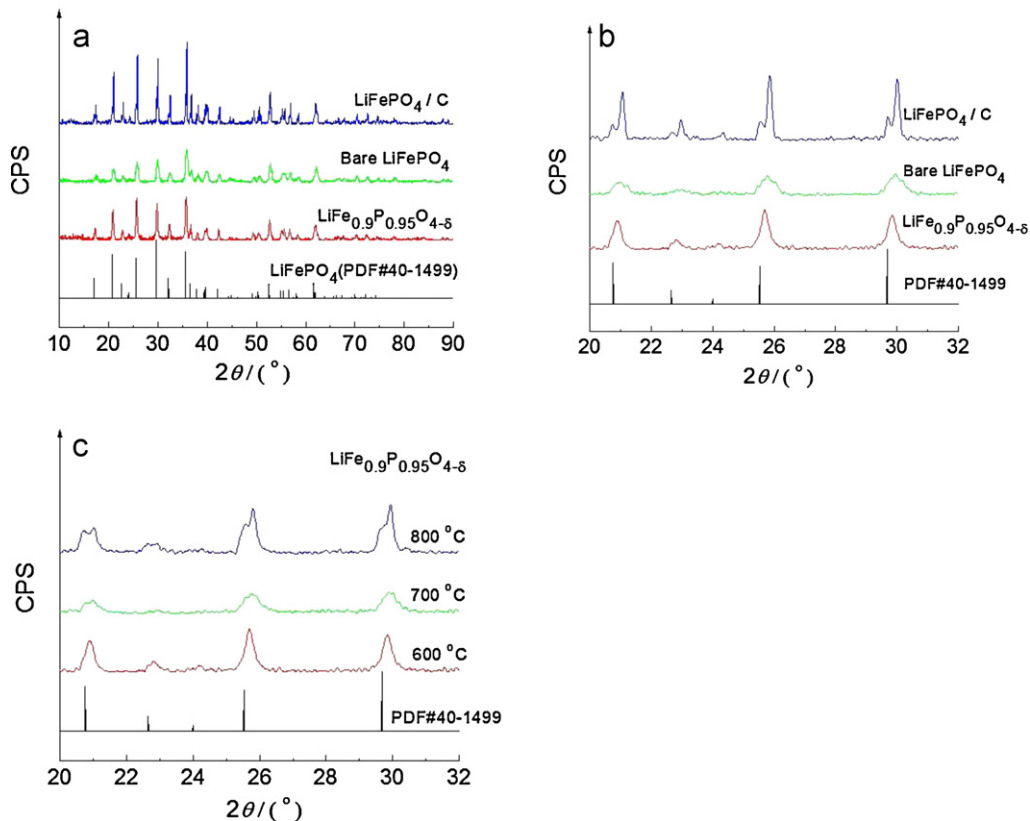 a
LiFePO4 / C
Bare LiFePO4
LiFe0.9P0.95O4-δ
LiFePO4(PDF#40-1499)
CPS
10 20 30 40 50 60 70 80 90
2θ/(°)
b
LiFePO4 / C
Bare LiFePO4
LiFe0.9P0.95O4-δ
PDF#40-1499
CPS
20 22 24 26 28 30 32
2θ/(°)
c
LiFe0.9P0.95O4-δ
800 °C
700 °C
600 °C
PDF#40-1499
CPS
20 22 24 26 28 30 32
2θ/(°)